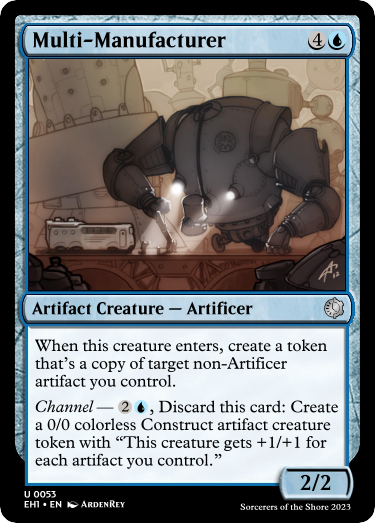 Multi-Manufacturer 4
Artifact Creature — Artificer
When this creature enters, create a token
that's a copy of target non-Artificer
artifact you control.
Channel — 2 , Discard this card: Create
a 0/0 colorless Construct artifact creature
token with “This creature gets +1/+1 for
each artifact you control.”
2/2
U 0053
EH1 • EN ArdenRey
Sorcerers of the Shore 2023